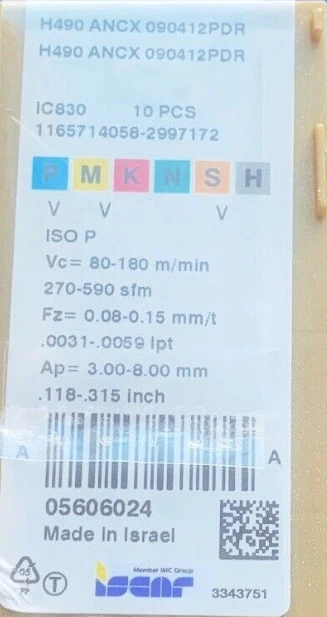 H490 ANCX 090412PDR
H490 ANCX 090412PDR
IC830 10 PCS
1165714058-2997172
P M K N S H
V V V
ISO P
Vc= 80-180 m/min
270-590 sfm
Fz= 0.08-0.15 mm/t
.0031-.0059 Ipt
Ap= 3.00-8.00 mm
.118-.315 inch
A A
05606024
Made in Israel
05
PP
T
Member IMC Group
iscar
3343751